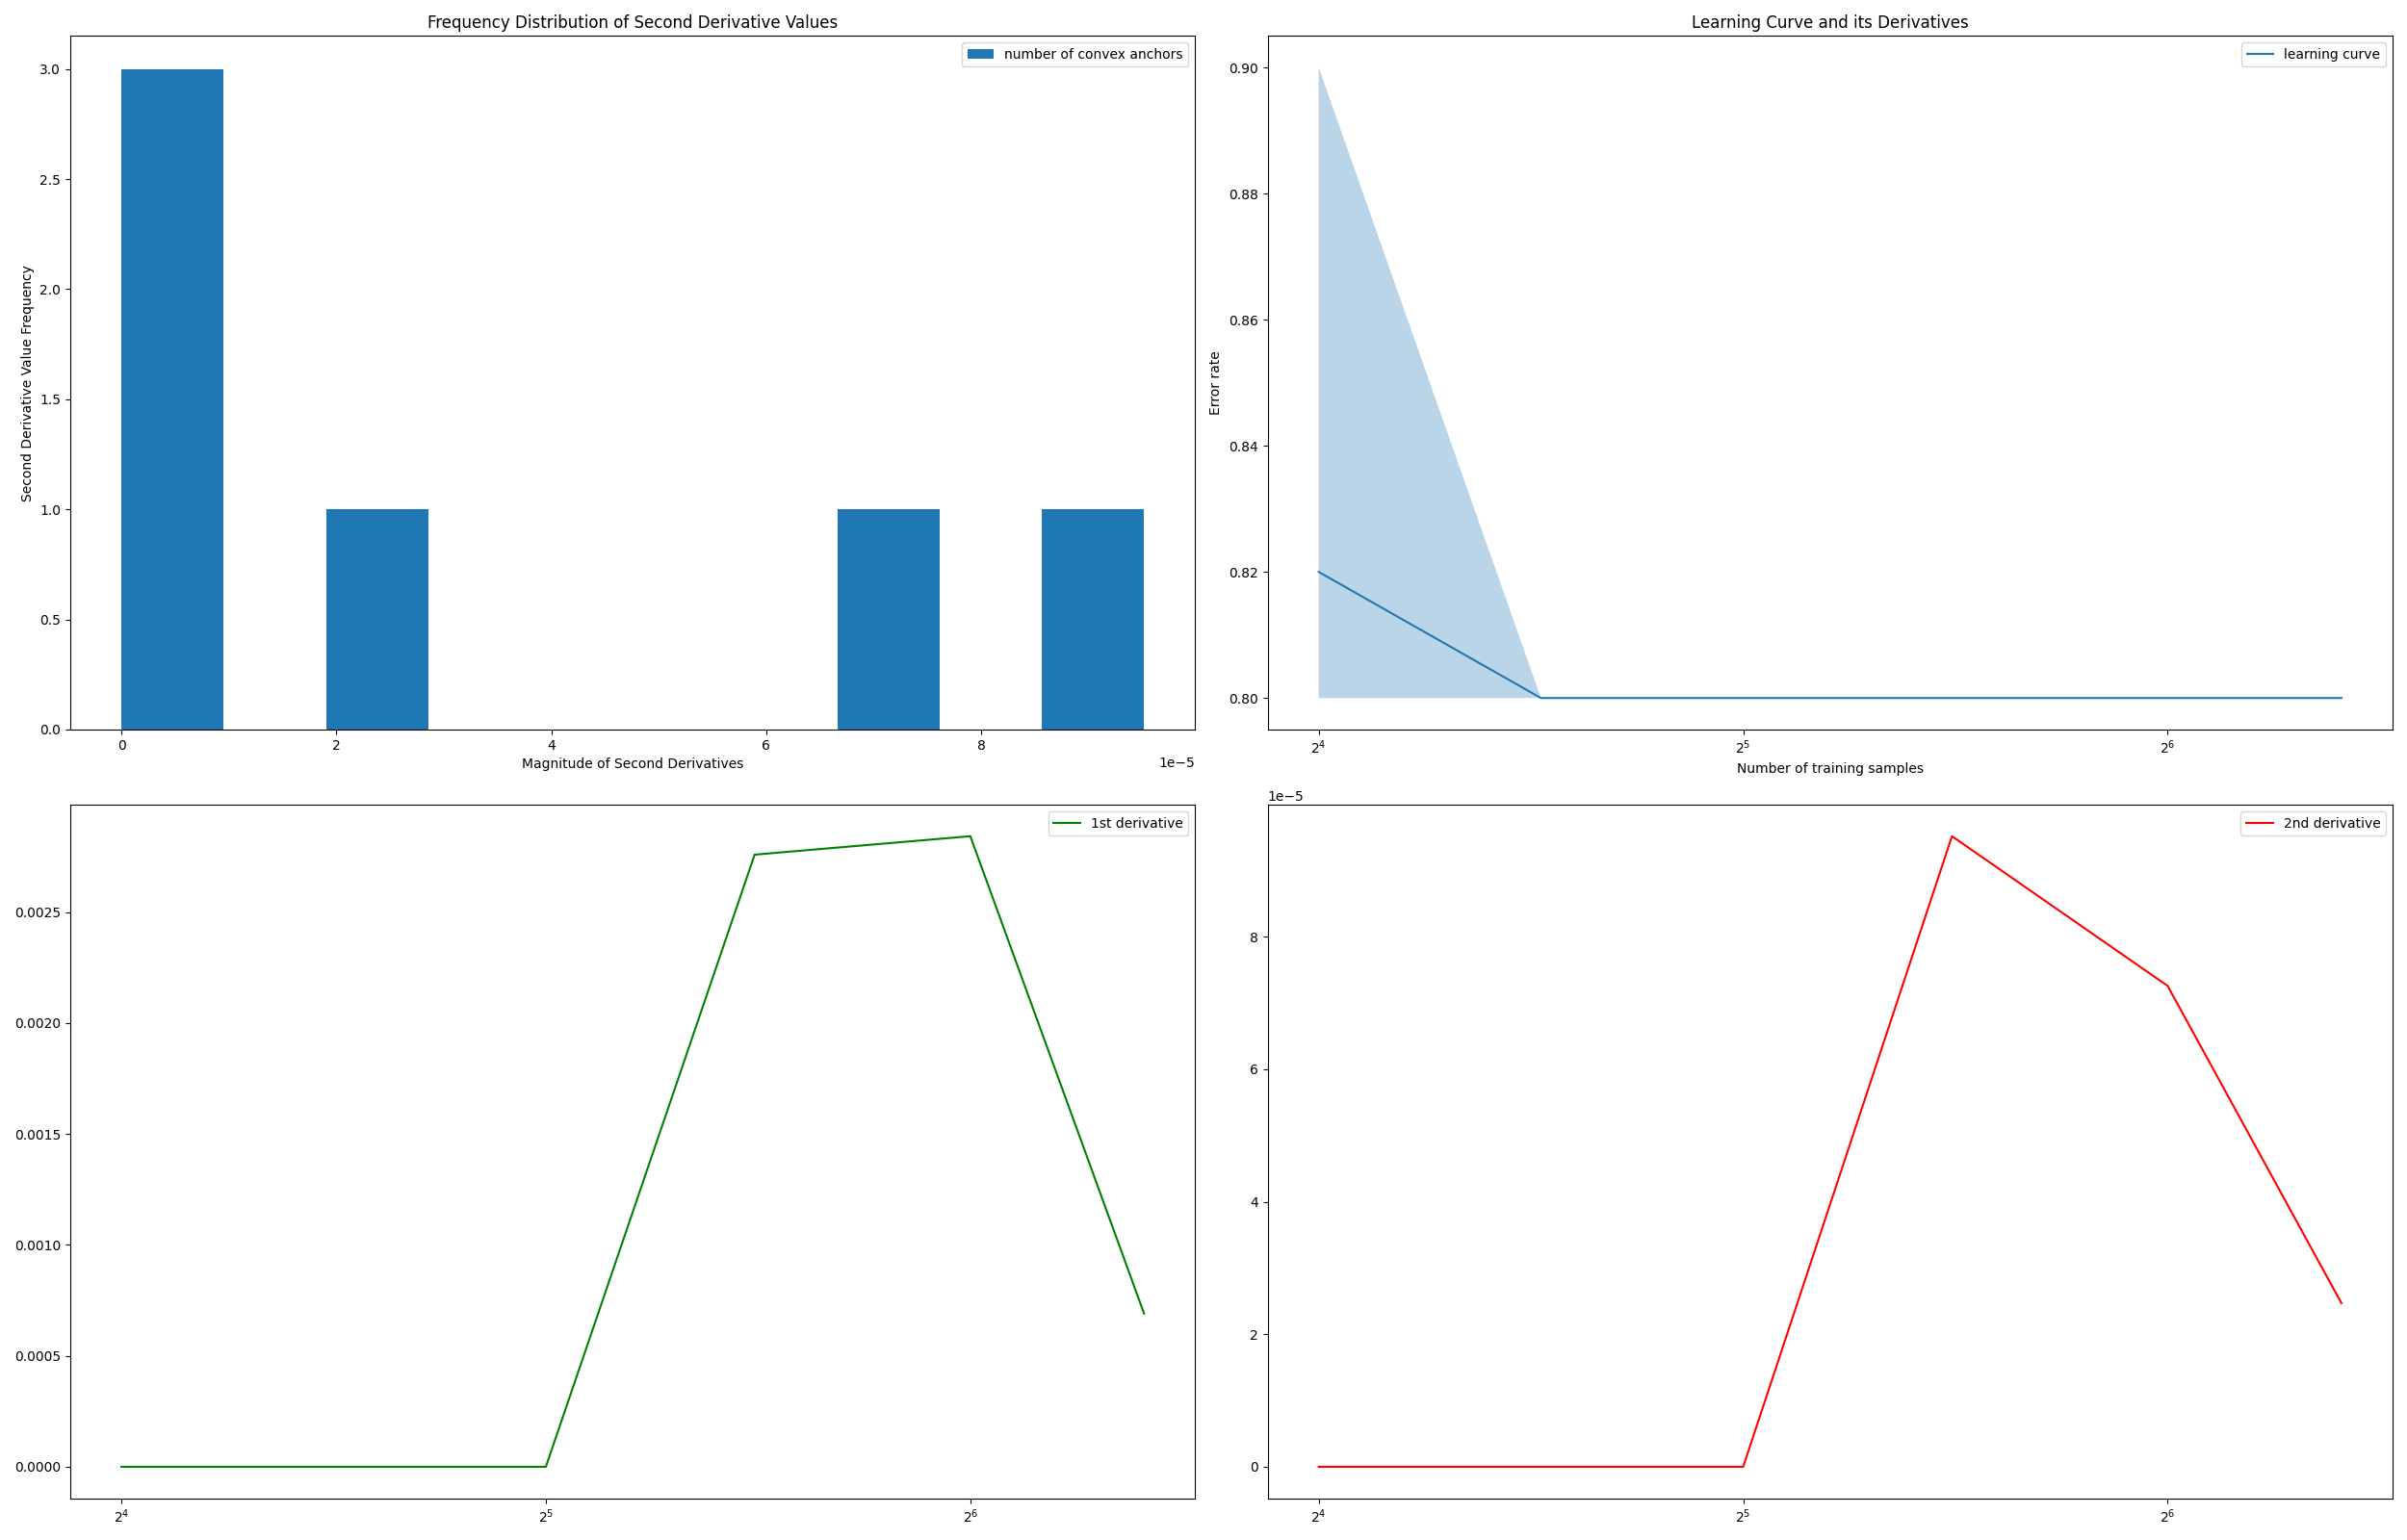 Frequency Distribution of Second Derivative Values
number of convex anchors
3.0
2.5
2.0
1.5
1.0
0.5
0.0
Second Derivative Value Frequency
0 2 4 6 8
1e−5
Magnitude of Second Derivatives
Learning Curve and its Derivatives
learning curve
0.90
0.88
0.86
0.84
0.82
0.80
Error rate
2^4 2^5 2^6
Number of training samples
1st derivative
0.0025
0.0020
0.0015
0.0010
0.0005
0.0000
2^4 2^5 2^6
1e−5
2nd derivative
8
6
4
2
0
2^4 2^5 2^6